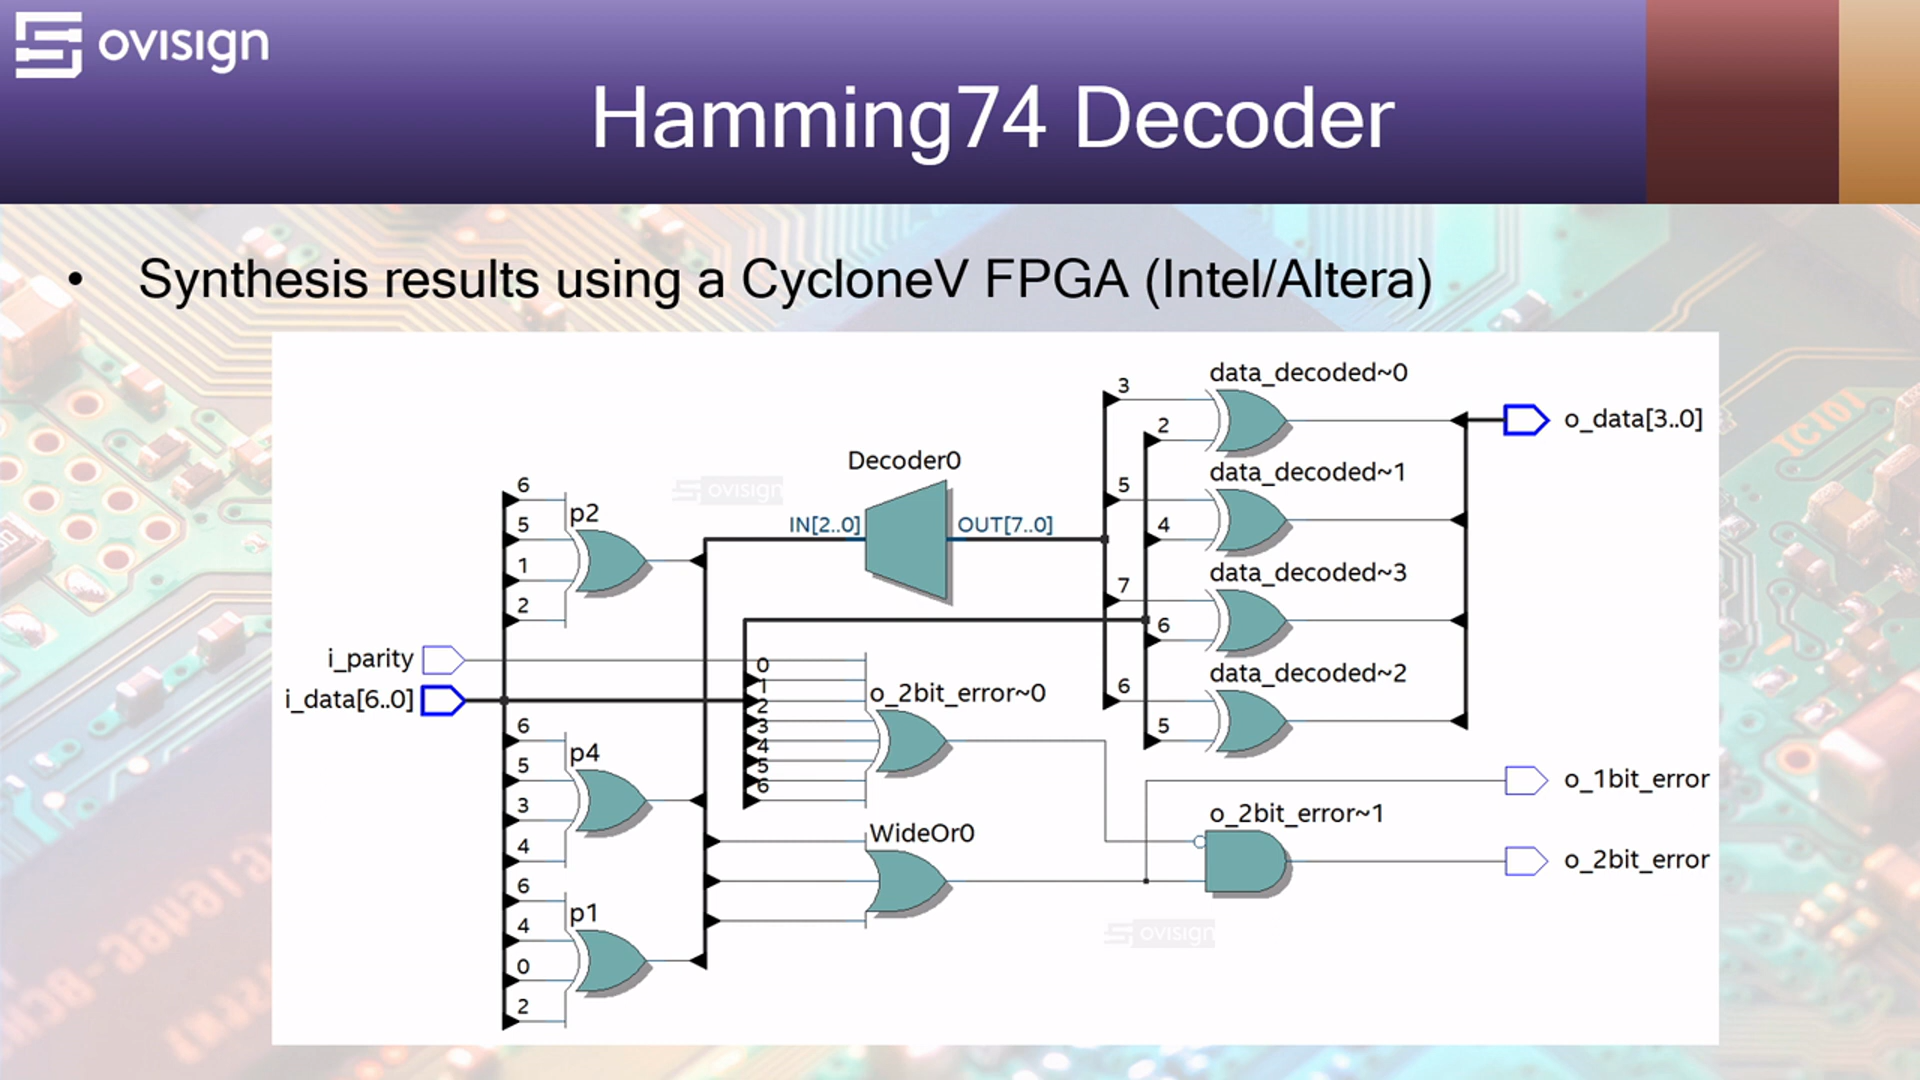 ovisign
Hamming74 Decoder
• Synthesis results using a CycloneV FPGA (Intel/Altera)
data_decoded~0
3
2
o_data[3..0]
Decoder0
data_decoded~1
6
ovisign
5
p2
IN[2..0]
OUT[7..0]
4
5
1
data_decoded~3
7
2
6
i_parity
0
i_data[6..0]
1
o_2bit_error~0
data_decoded~2
6
2
6
3
5
p4
4
5
5
6
o_1bit_error
3
o_2bit_error~1
4
WideOr0
o_2bit_error
6
p1
4
ovisign
0
2